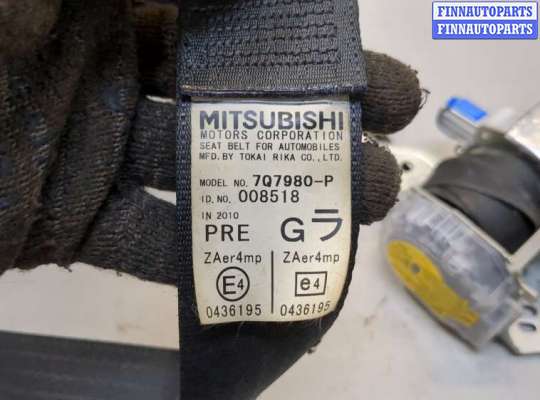 FINNAUTOPARTS
FINNAUTOPARTS
MITSUBISHI
MOTORS CORPORATION
SEAT BELT FOR AUTOMOBILES
MFD. BY TOKAI RIKA CO., LTD.
MODEL NO. 7Q7980-P
ID. NO. 008518
IN 2010
PRE Gラ
ZAer4mp ZAer4mp
E4 e4
0436195 0436195